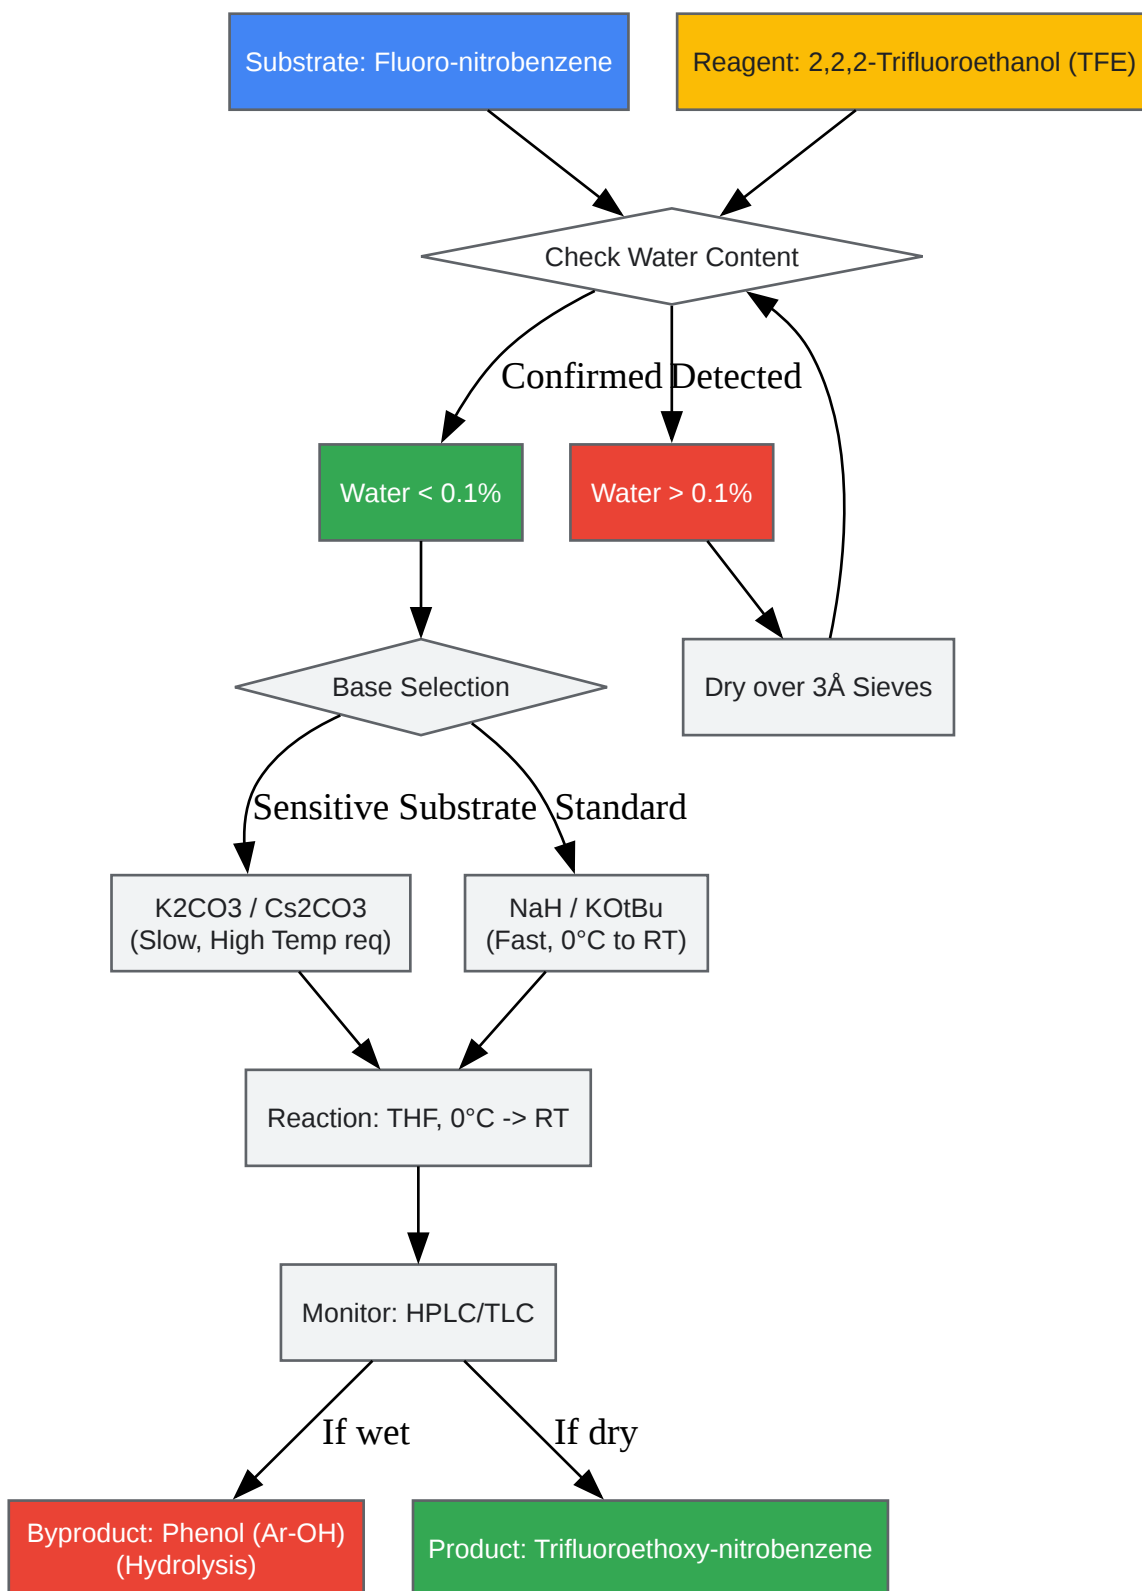 Substrate: Fluoro-nitrobenzene
Reagent: 2,2,2-Trifluoroethanol (TFE)
Check Water Content
Confirmed
Detected
Water < 0.1%
Water > 0.1%
Base Selection
Dry over 3Å Sieves
Sensitive Substrate
Standard
K2CO3 / Cs2CO3
(Slow, High Temp req)
NaH / KOtBu
(Fast, 0°C to RT)
Reaction: THF, 0°C -> RT
Monitor: HPLC/TLC
If wet
If dry
Byproduct: Phenol (Ar-OH)
(Hydrolysis)
Product: Trifluoroethoxy-nitrobenzene